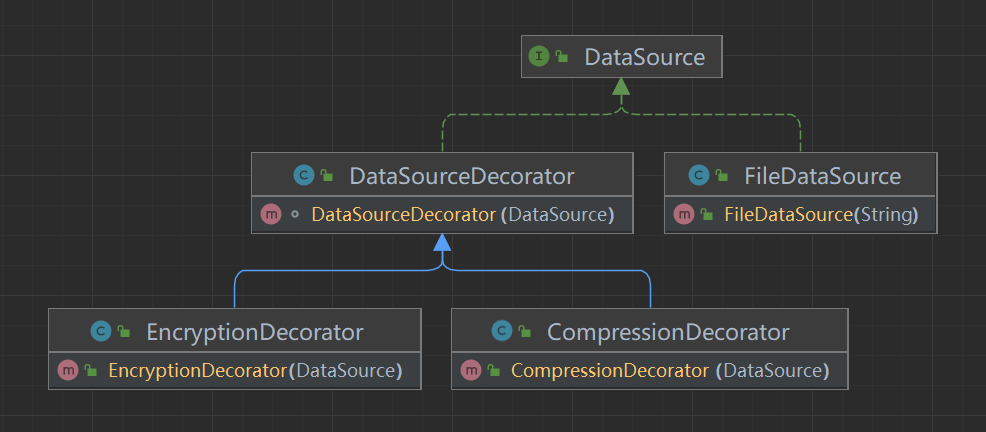 I DataSource
C DataSourceDecorator
m DataSourceDecorator (DataSource)
C FileDataSource
m FileDataSource(String)
C EncryptionDecorator
m EncryptionDecorator(DataSource)
C CompressionDecorator
m CompressionDecorator (DataSource)